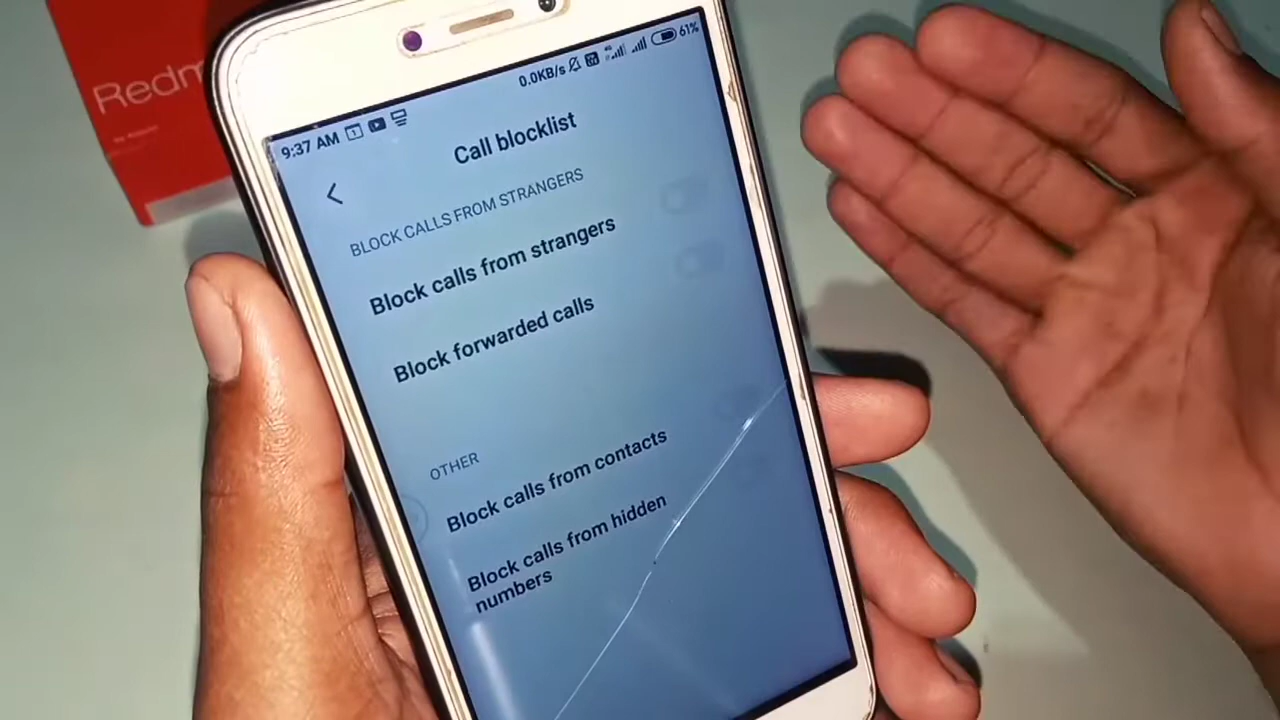 Redm
9:37 AM
0.0KB/s
61%
Call blocklist
BLOCK CALLS FROM STRANGERS
Block calls from strangers
Block forwarded calls
OTHER
Block calls from contacts
Block calls from hidden
numbers